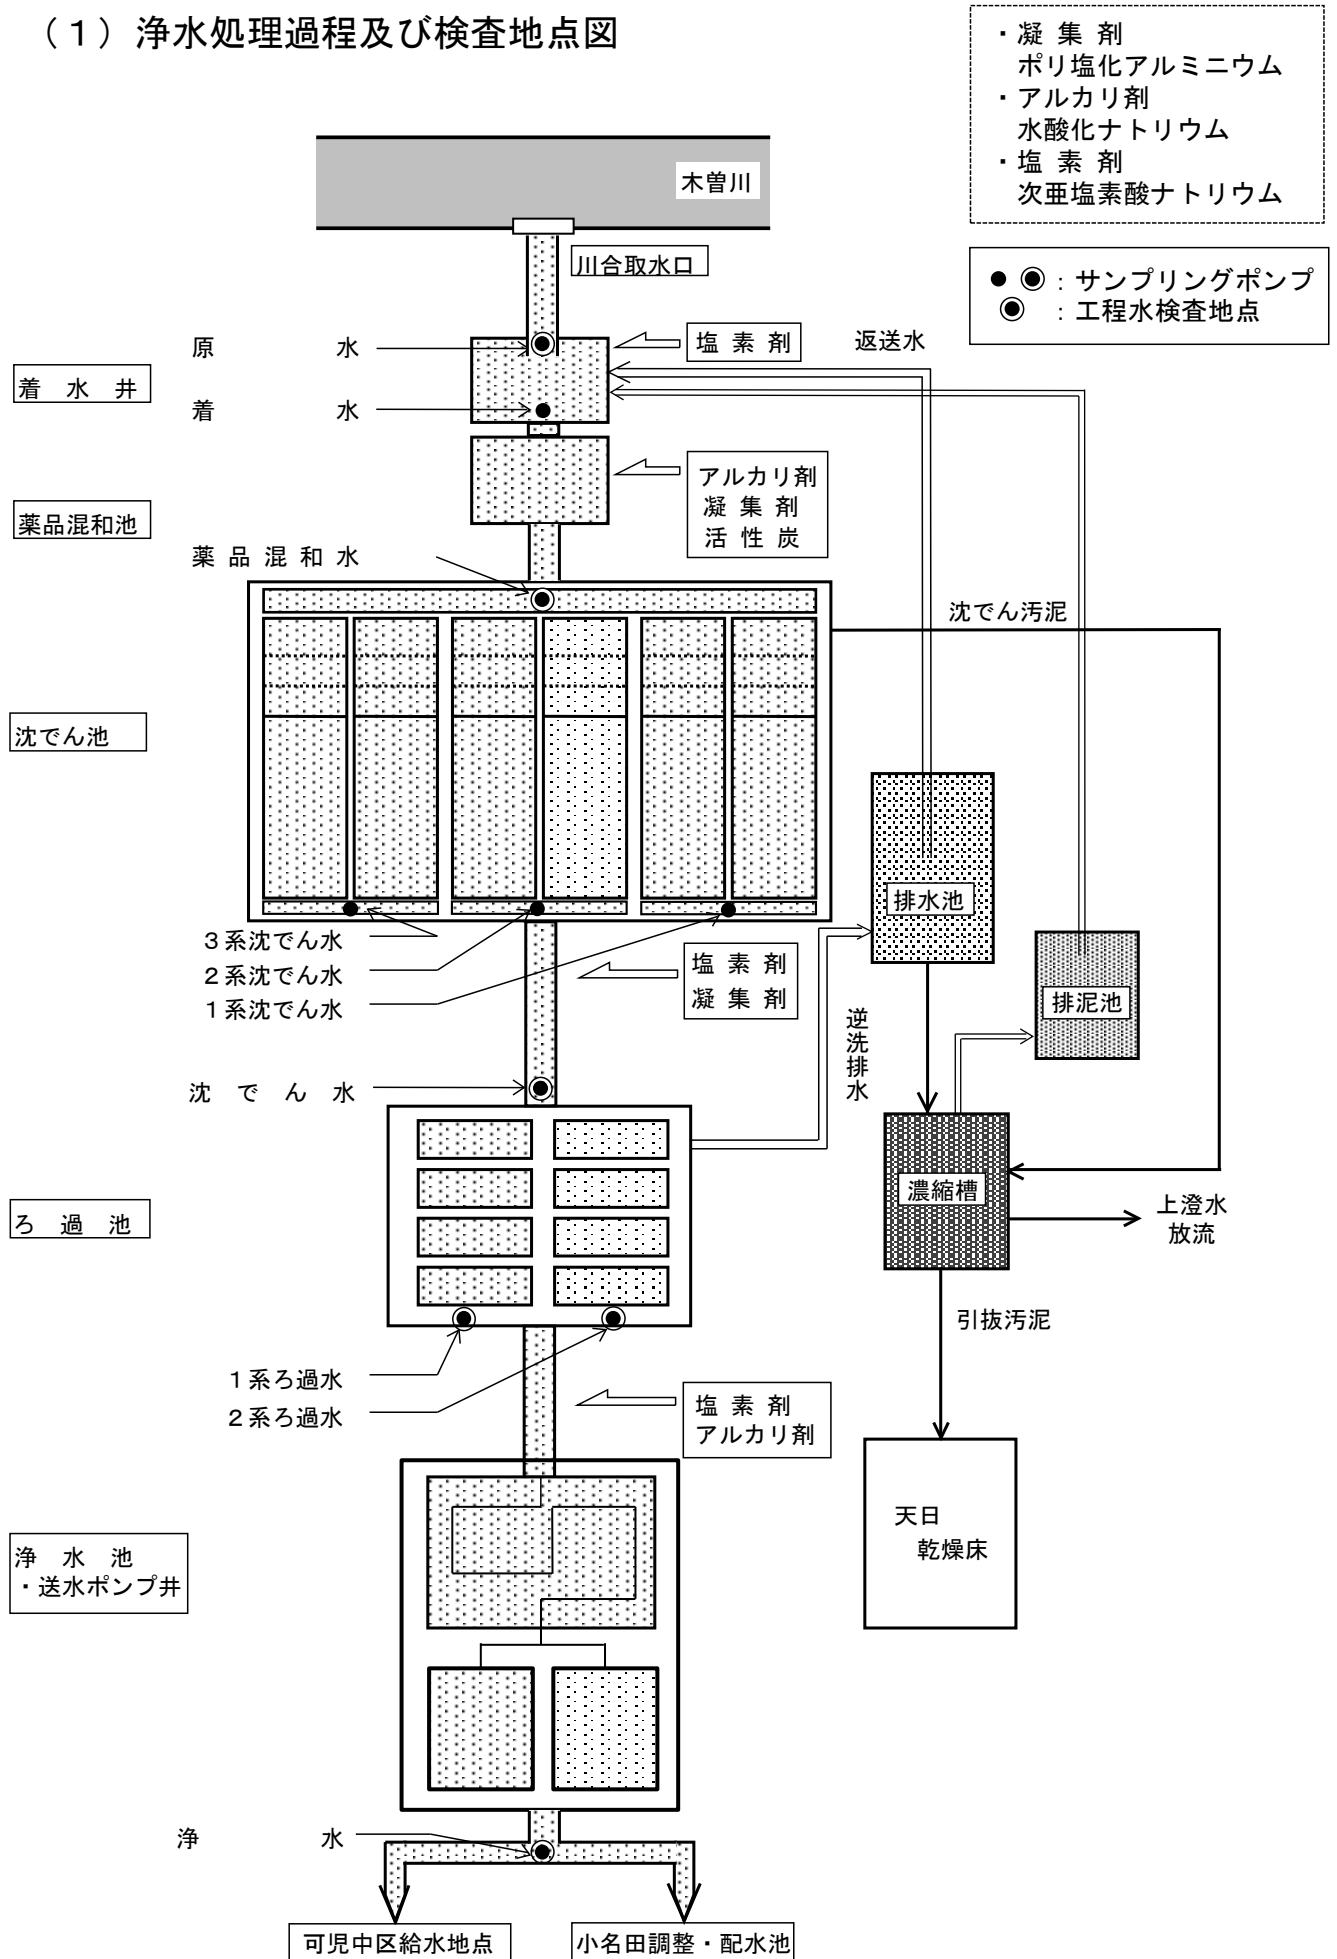 （１）浄水処理過程及び検査地点図
・凝 集 剤
ポリ塩化アルミニウム
・アルカリ剤
水酸化ナトリウム
・塩 素 剤
次亜塩素酸ナトリウム
木曽川
川合取水口
：サンプリングポンプ
：工程水検査地点
原 水
塩 素 剤
返送水
着 水 井
着 水
アルカリ剤
凝 集 剤
活 性 炭
薬品混和池
薬 品 混 和 水
沈でん汚泥
沈でん池
排水池
３系沈でん水
２系沈でん水
１系沈でん水
塩 素 剤
凝 集 剤
排泥池
逆洗排水
沈 で ん 水
濃縮槽
ろ 過 池
上澄水
放流
引抜汚泥
１系ろ過水
２系ろ過水
塩 素 剤
アルカリ剤
天日
乾燥床
浄 水 池
・送水ポンプ井
浄 水
可児中区給水地点
小名田調整・配水池